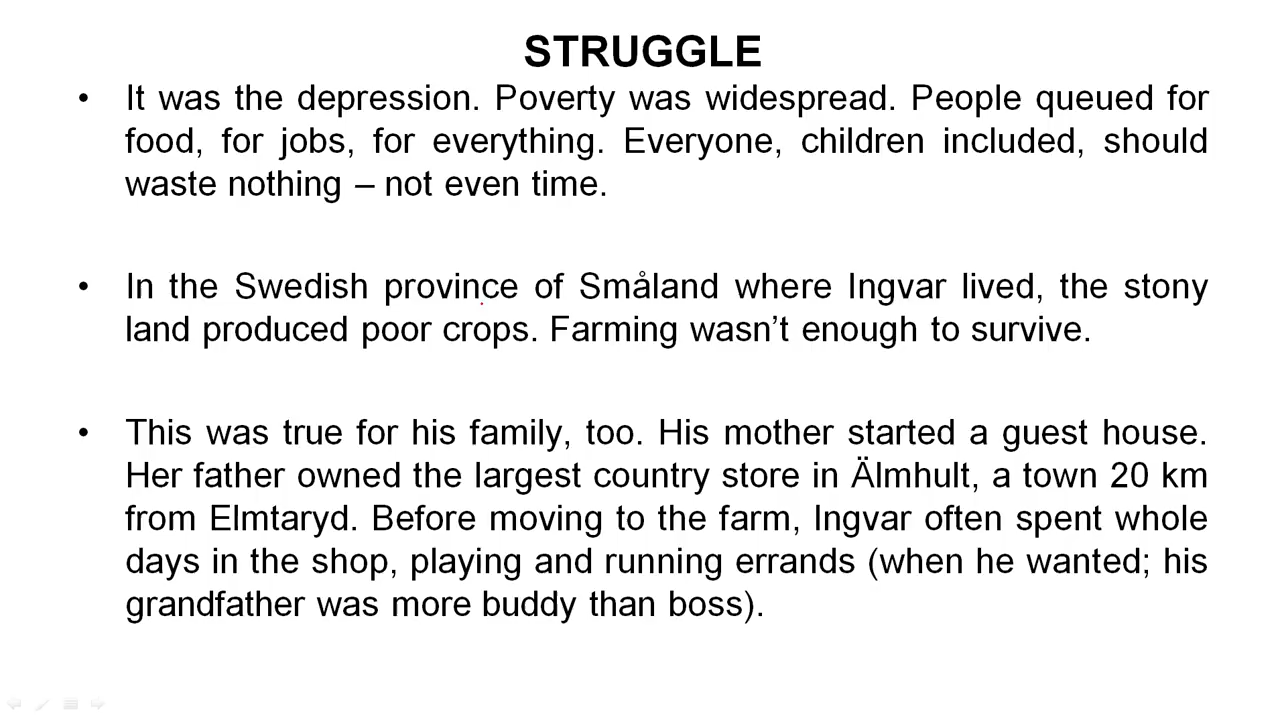 STRUGGLE
• It was the depression. Poverty was widespread. People queued for
food, for jobs, for everything. Everyone, children included, should
waste nothing – not even time.
• In the Swedish province of Småland where Ingvar lived, the stony
land produced poor crops. Farming wasn’t enough to survive.
• This was true for his family, too. His mother started a guest house.
Her father owned the largest country store in Älmhult, a town 20 km
from Elmtaryd. Before moving to the farm, Ingvar often spent whole
days in the shop, playing and running errands (when he wanted; his
grandfather was more buddy than boss).